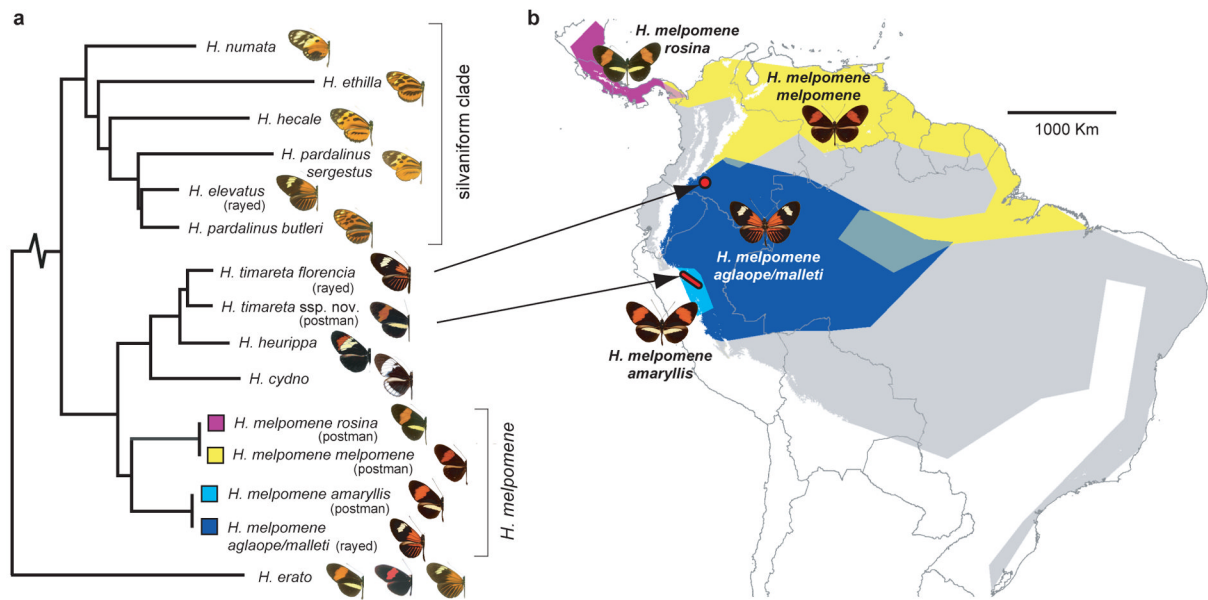 a
H. numata
H. ethilla
H. hecale
H. pardalinus
sergestus
H. elevatus
(rayed)
H. pardalinus butleri
silvaniform clade
H. timareta florencia
(rayed)
H. timareta ssp. nov.
(postman)
H. heurippa
H. cydno
H. melpomene rosina
(postman)
H. melpomene melpomene
(postman)
H. melpomene amaryllis
(postman)
H. melpomene
aglaope/malleti (rayed)
H. melpomene
H. erato
b
H. melpomene
rosina
H. melpomene
melpomene
1000 Km
H. melpomene
aglaope/malleti
H. melpomene
amaryllis